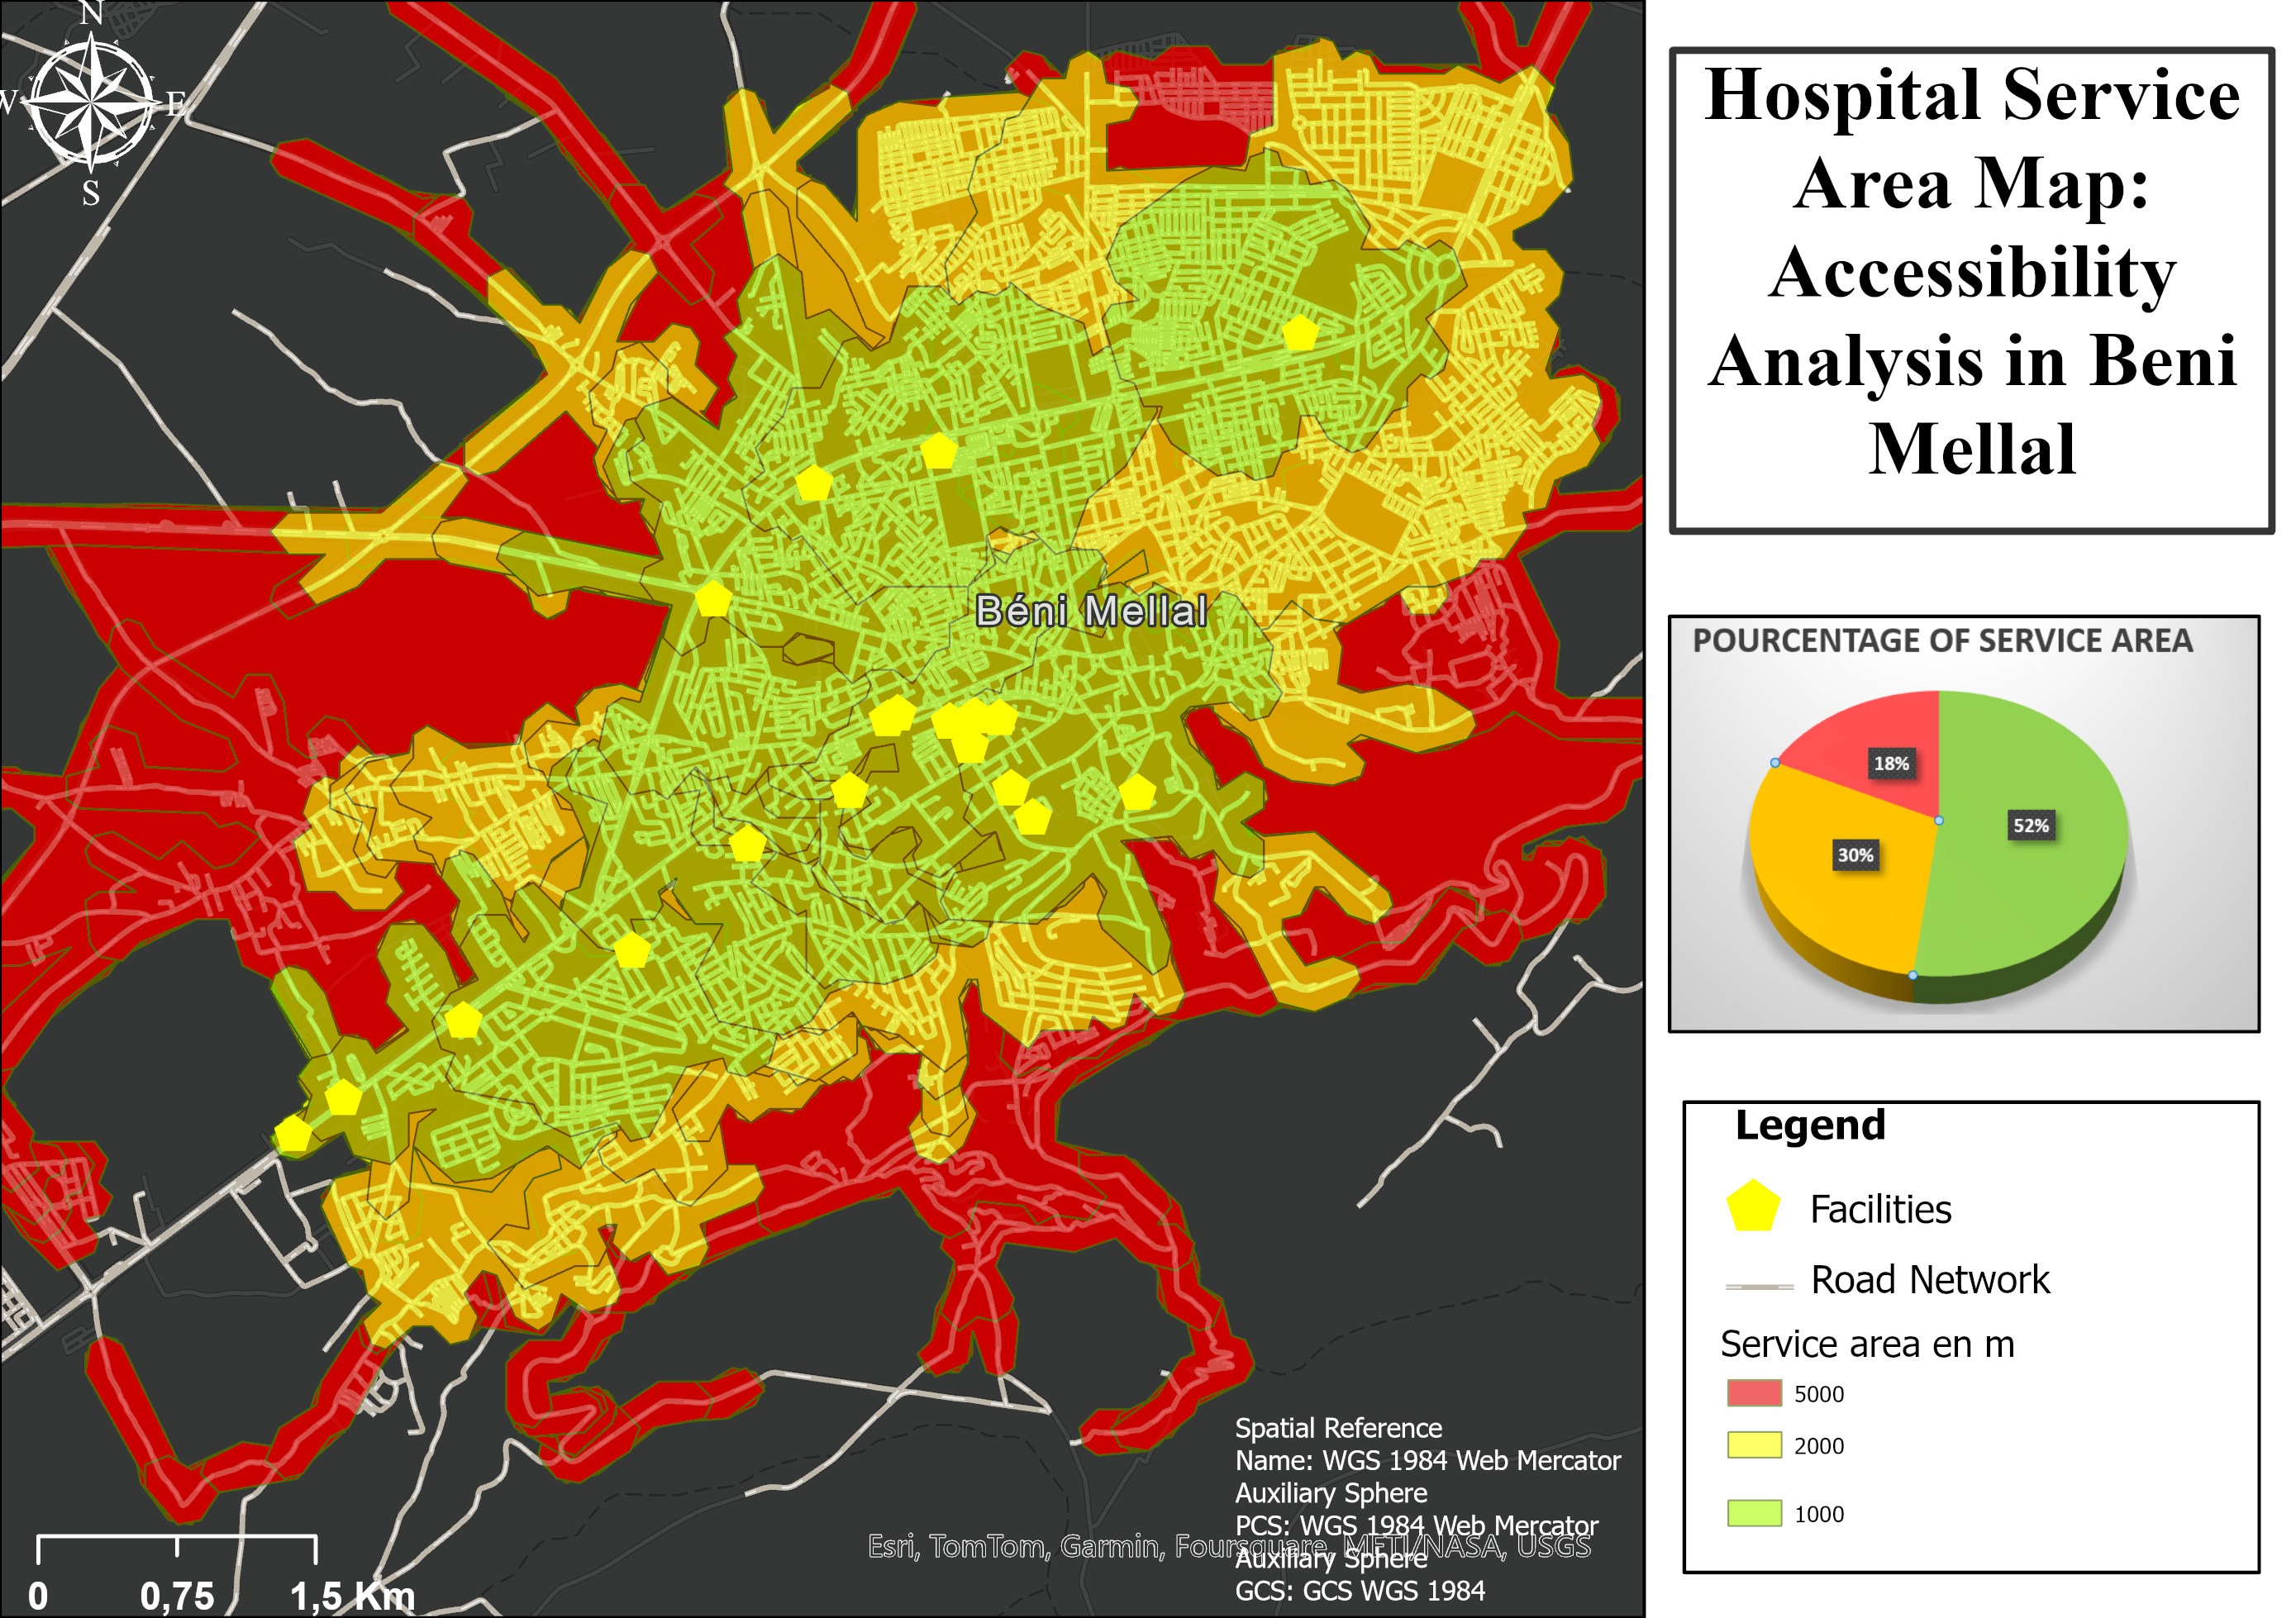 N
W
E
S
Béni Mellal
Spatial Reference
Name: WGS 1984 Web Mercator
Auxiliary Sphere
PCS: WGS 1984 Web Mercator
Auxiliary Sphere
GCS: GCS WGS 1984
Esri, TomTom, Garmin, Foursquare, METI/NASA, USGS
0 0,75 1,5 Km
Hospital Service
Area Map:
Accessibility
Analysis in Beni
Mellal
POURCENTAGE OF SERVICE AREA
18%
52%
30%
Legend
Facilities
Road Network
Service area en m
5000
2000
1000